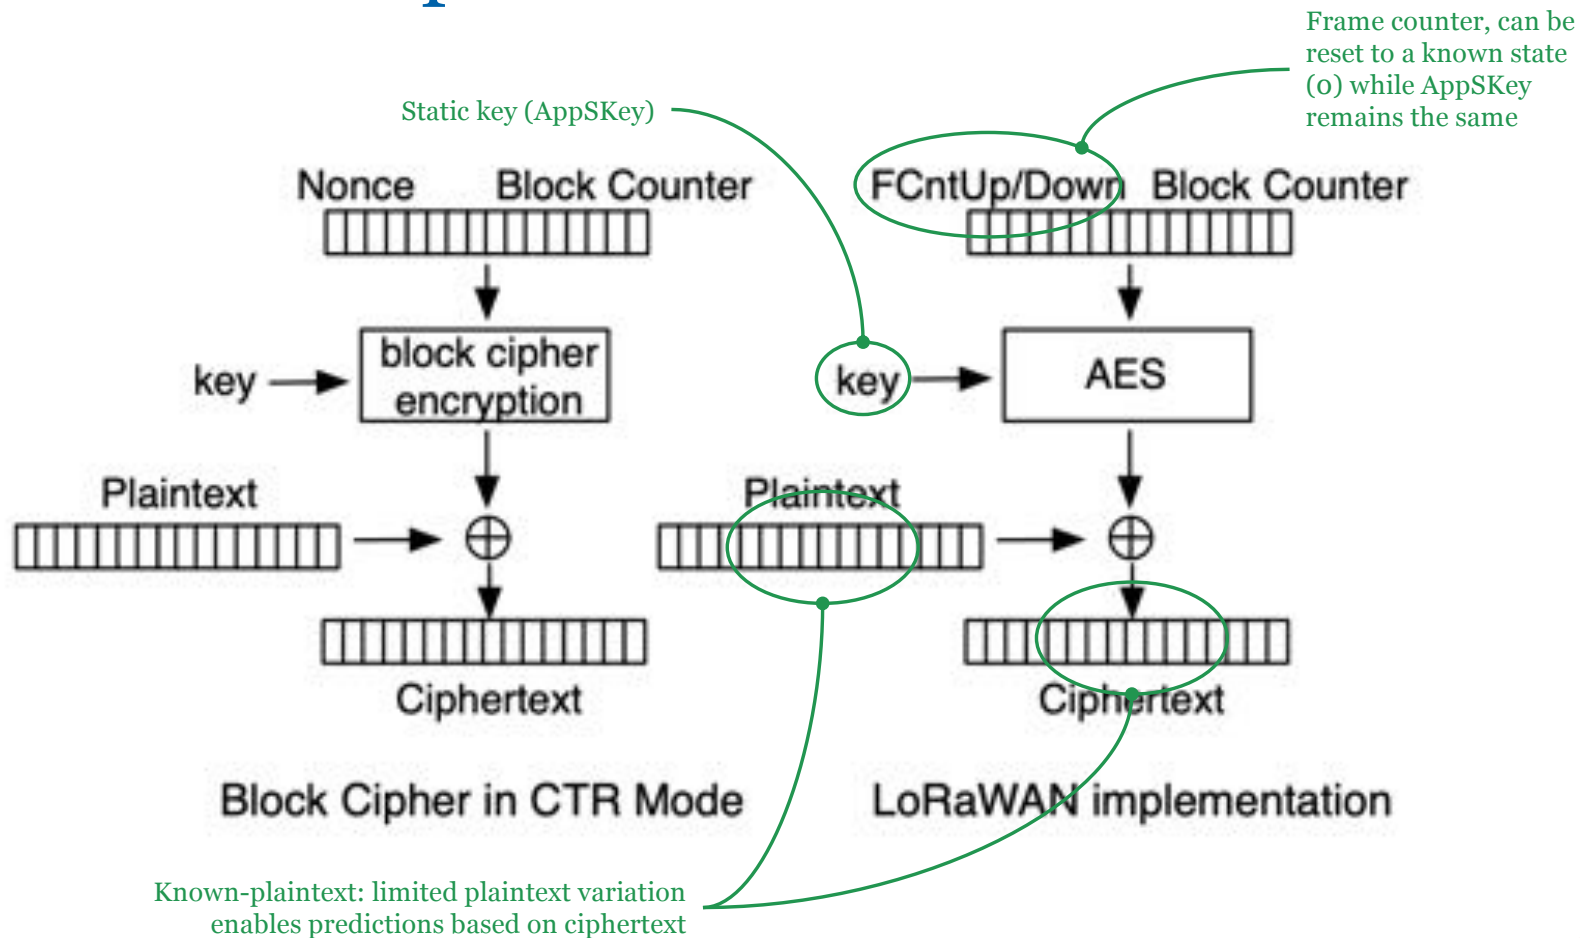 Frame counter, can be
reset to a known state
(0) while AppSKey
remains the same
Static key (AppSKey)
Nonce Block Counter
FCntUp/Down Block Counter
key
block cipher
encryption
key
AES
Plaintext
Plaintext
Ciphertext
Ciphertext
Block Cipher in CTR Mode
LoRaWAN implementation
Known-plaintext: limited plaintext variation
enables predictions based on ciphertext